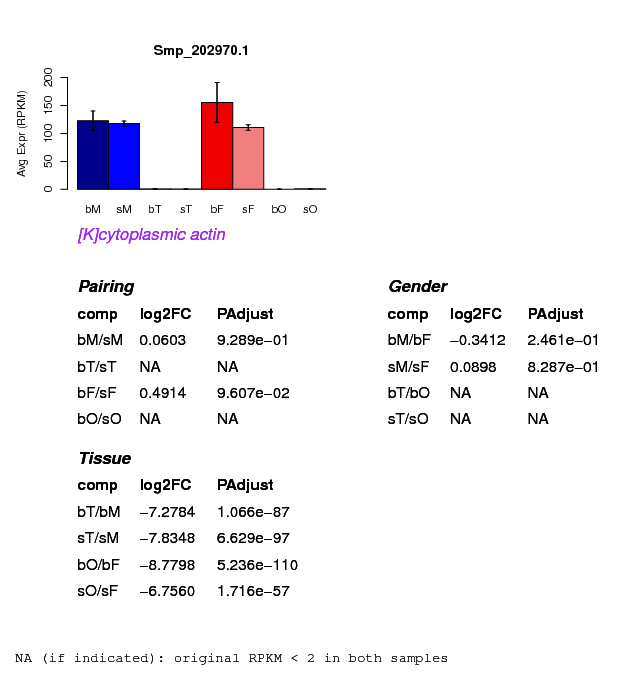 Smp_202970.1
Avg Expr (RPKM)
200
150
100
50
0
bM sM bT sT bF sF bO sO
[K]cytoplasmic actin
Pairing
comp log2FC PAdjust
bM/sM 0.0603 9.289e−01
bT/sT NA NA
bF/sF 0.4914 9.607e−02
bO/sO NA NA
Gender
comp log2FC PAdjust
bM/bF −0.3412 2.461e−01
sM/sF 0.0898 8.287e−01
bT/bO NA NA
sT/sO NA NA
Tissue
comp log2FC PAdjust
bT/bM −7.2784 1.066e−87
sT/sM −7.8348 6.629e−97
bO/bF −8.7798 5.236e−110
sO/sF −6.7560 1.716e−57
NA (if indicated): original RPKM < 2 in both samples